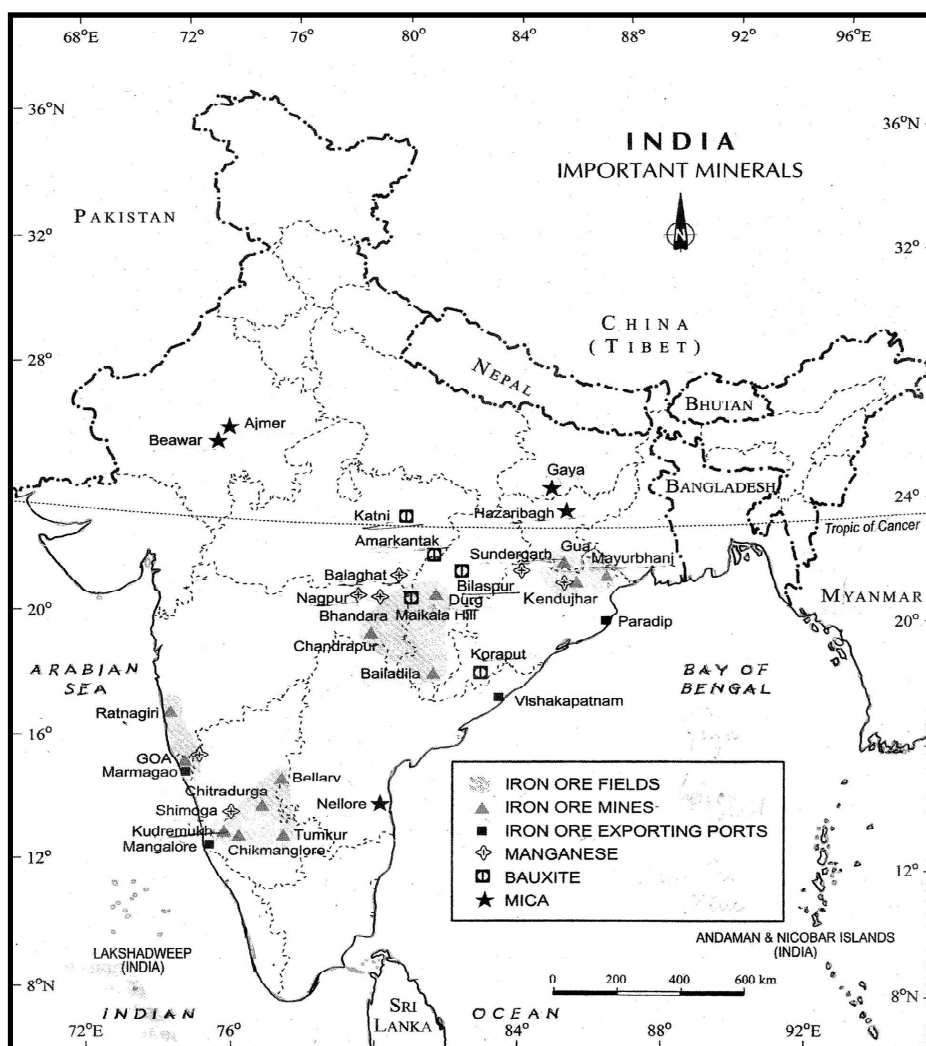 68°E
72°
76°
80°
84°
88°
92°
96°E
36°N
36°N
INDIA
IMPORTANT MINERALS
N
PAKISTAN
32°
32°
CHINA
(TIBET)
28°
NEPAL
BHUTAN
Ajmer
Beawar
Gaya
BANGLADESH
24°
Hazaribagh
Katni
Tropic of Cancer
Amarkantak
Sundergarh
Gua
Mayurbhanj
Balaghat
Bilaspur
Nagpur
Durg
Kendujhar
MYANMAR
Bhandara
Maikala Hill
20°
20°
Paradip
Chandrapur
Koraput
ARABIAN
SEA
Bailadila
BAY OF
BENGAL
Vishakapatnam
Ratnagiri
16°
16°
GOA
Marmagao
Bellary
Chitradurga
IRON ORE FIELDS
Shimoga
Nellore
IRON ORE MINES
Kudremukh
Tumkur
IRON ORE EXPORTING PORTS
Mangalore
Chikmanglore
MANGANESE
12°
12°
BAUXITE
MICA
LAKSHADWEEP
(INDIA)
ANDAMAN & NICOBAR ISLANDS
(INDIA)
8°N
SRI
LANKA
0 200 400 600 km
8°N
INDIAN
OCEAN
72°E
76°
84°
88°
92°E